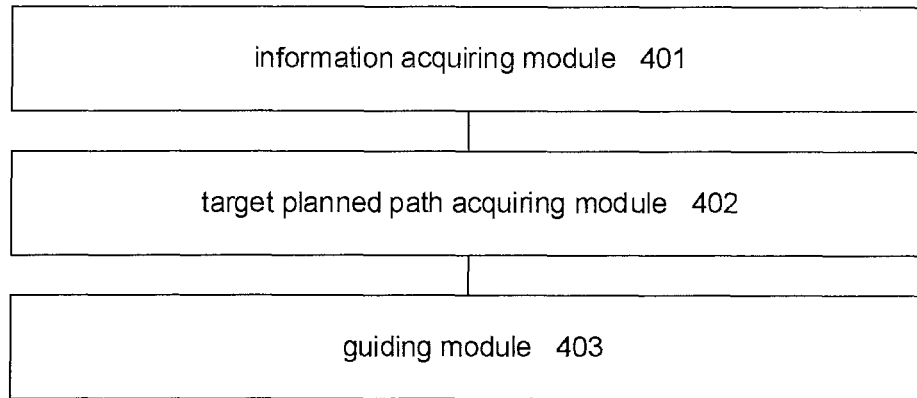 information acquiring module 401
target planned path acquiring module 402
guiding module 403